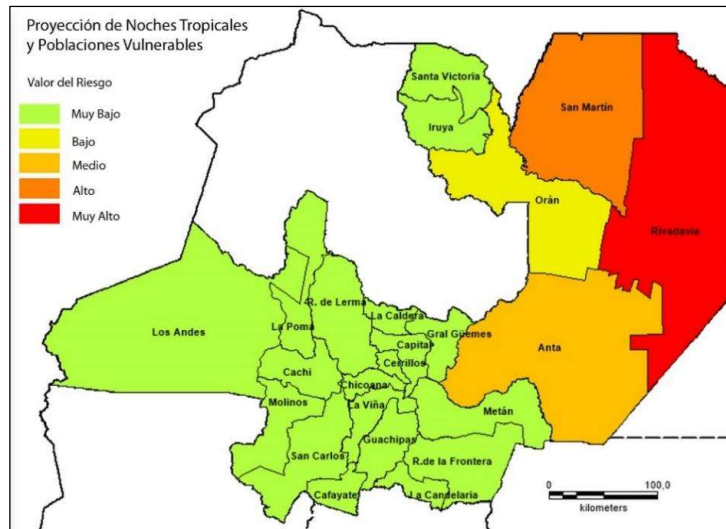 Proyección de Noches Tropicales
y Poblaciones Vulnerables
Valor del Riesgo
Muy Bajo
Bajo
Medio
Alto
Muy Alto
Santa Victoria
San Martín
Iruya
Orán
Rivadavia
R. de Lerma
La Caldera
Los Andes
La Poma
Gral Güemes
Capital
Anta
Cerrillos
Cachi
Chicoana
Molinos
La Viña
Metán
Guachipas
San Carlos
R.de la Frontera
Cafayate
La Candelaria
0
100,0
kilometers